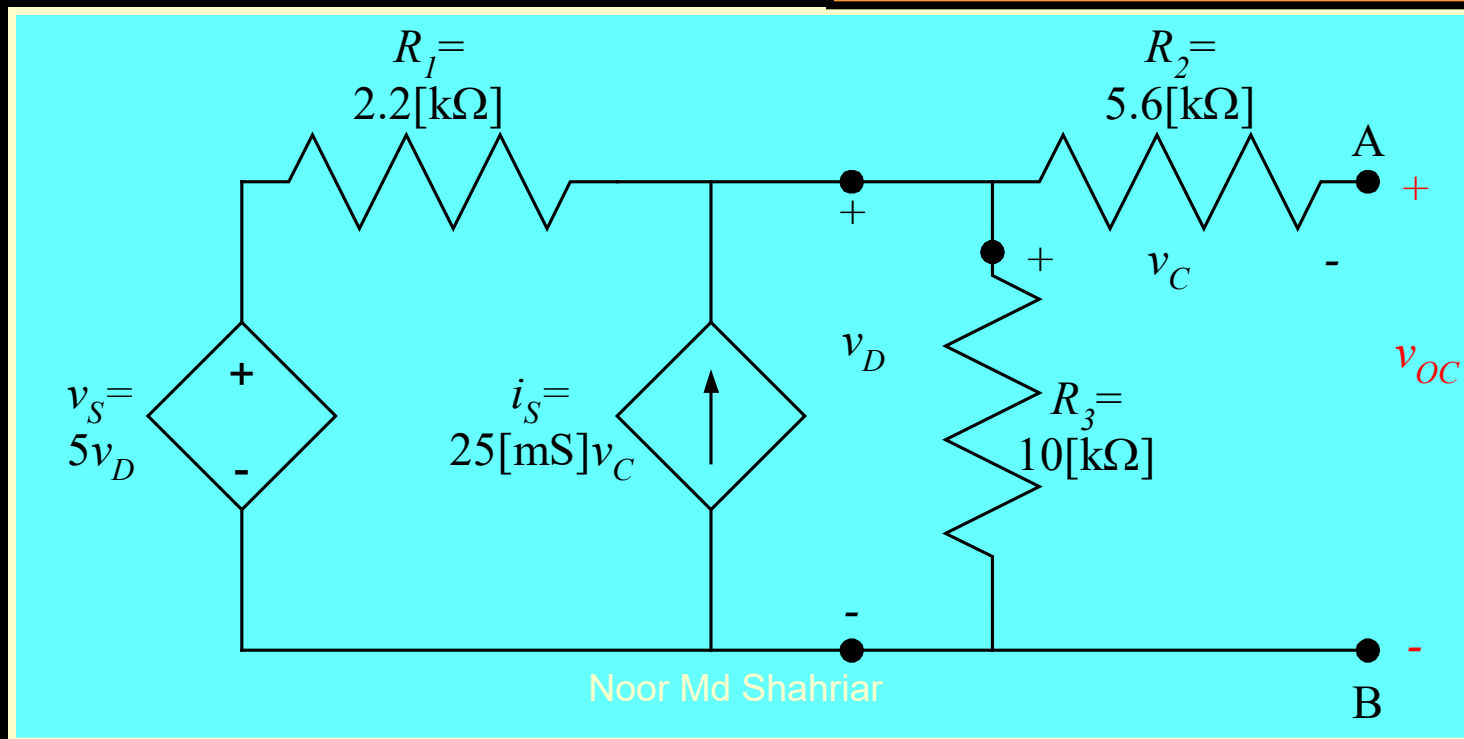 R1=
2.2[kΩ]
R2=
5.6[kΩ]
A
+
+
+
vC
-
vS=
5vD
+
-
iS=
25[mS]vC
vD
R3=
10[kΩ]
vOC
-
-
B
Noor Md Shahriar